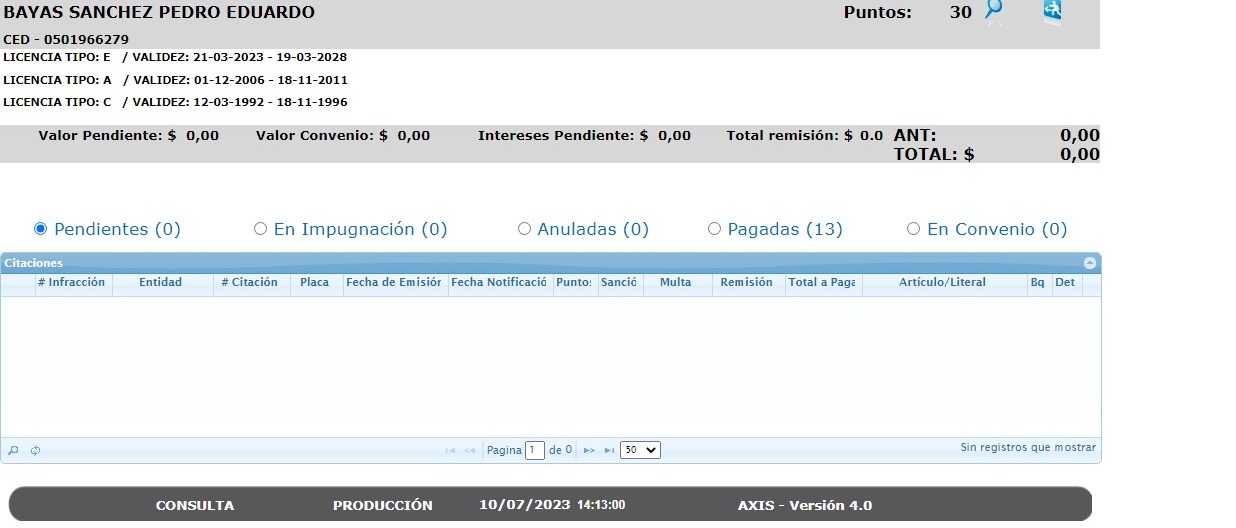 BAYAS SANCHEZ PEDRO EDUARDO Puntos: 30
CED - 0501966279
LICENCIA TIPO: E / VALIDEZ: 21-03-2023 - 19-03-2028
LICENCIA TIPO: A / VALIDEZ: 01-12-2006 - 18-11-2011
LICENCIA TIPO: C / VALIDEZ: 12-03-1992 - 18-11-1996
Valor Pendiente: $ 0,00 Valor Convenio: $ 0,00 Intereses Pendiente: $ 0,00 Total remisión: $ 0.0 ANT: 0,00
TOTAL: $ 0,00
Pendientes (0) En Impugnación (0) Anuladas (0) Pagadas (13) En Convenio (0)
Citaciones
# Infracción Entidad # Citación Placa Fecha de Emisión Fecha Notificació Puntos Sanció Multa Remisión Total a Paga Artículo/Literal Bq Det
Pagina 1 de 0 50 Sin registros que mostrar
CONSULTA PRODUCCIÓN 10/07/2023 14:13:00 AXIS - Versión 4.0